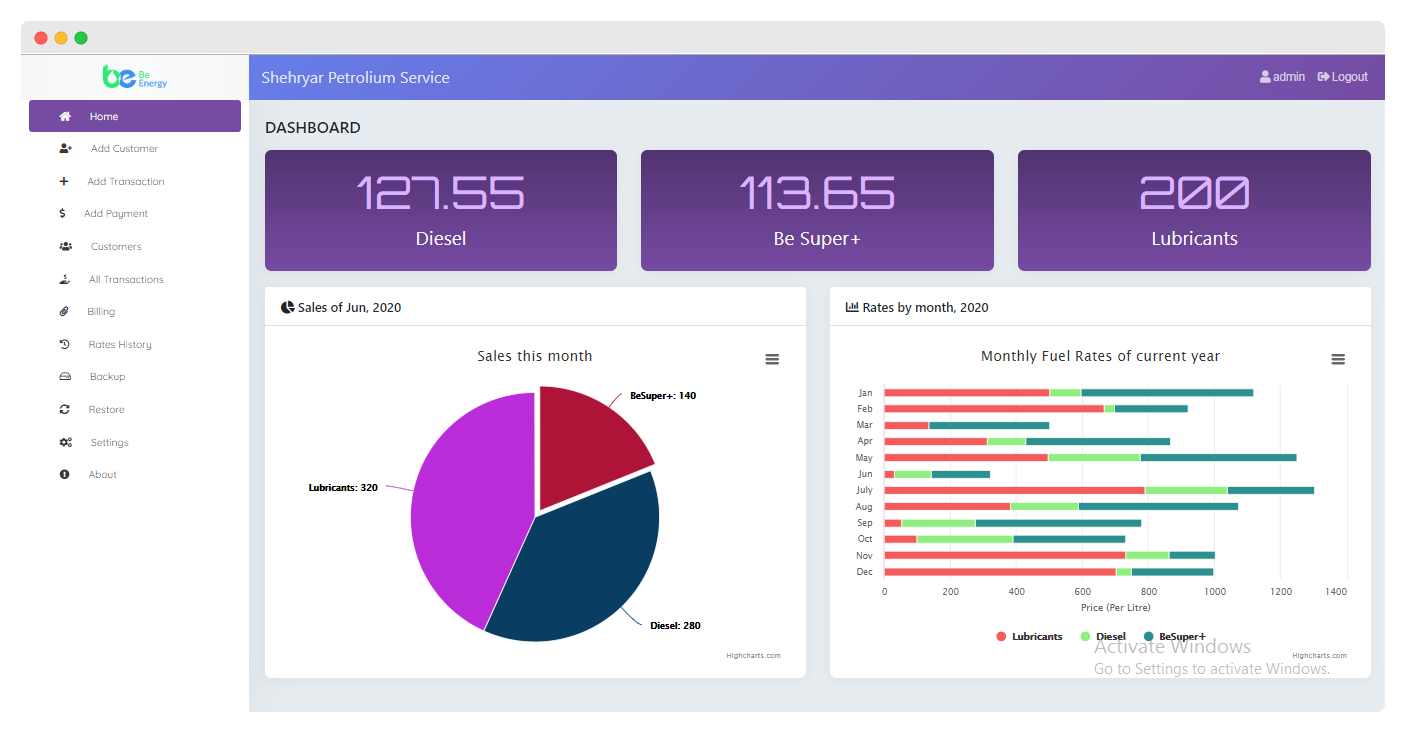 be Be
Energy
Shehryar Petrolium Service
admin
Logout
Home
Add Customer
Add Transaction
Add Payment
Customers
All Transactions
Billing
Rates History
Backup
Restore
Settings
About
DASHBOARD
127.55
Diesel
113.65
Be Super+
200
Lubricants
Sales of Jun, 2020
Sales this month
BeSuper+: 140
Lubricants: 320
Diesel: 280
Highcharts.com
Rates by month, 2020
Monthly Fuel Rates of current year
Jan
Feb
Mar
Apr
May
Jun
July
Aug
Sep
Oct
Nov
Dec
0 200 400 600 800 1000 1200 1400
Price (Per Litre)
Lubricants Diesel BeSuper+
Activate Windows
Highcharts.com
Go to Settings to activate Windows.